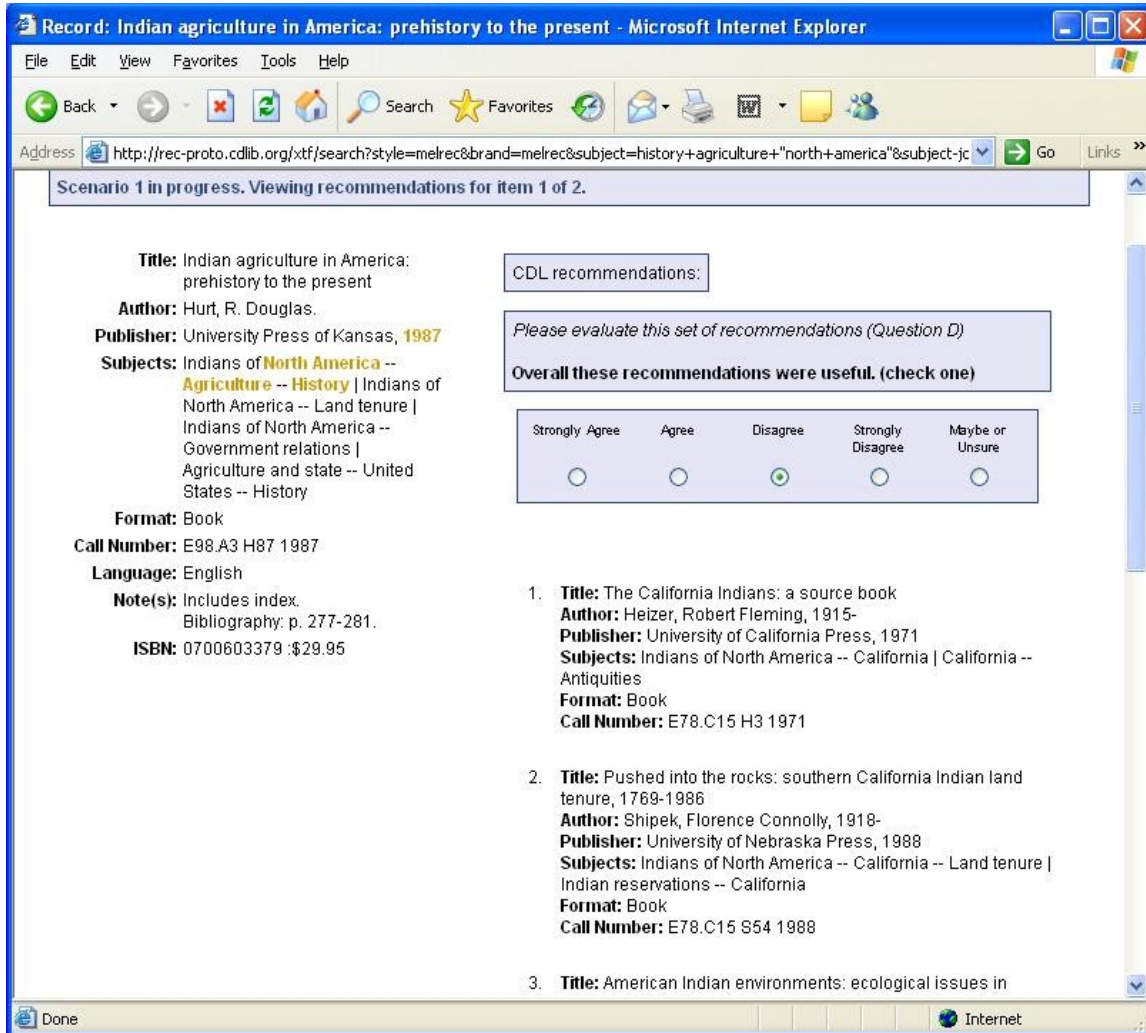 Record: Indian agriculture in America: prehistory to the present - Microsoft Internet Explorer
File Edit View Favorites Tools Help
Back Search Favorites
Address http://rec-proto.cdlib.org/xtf/search?style=melrec&brand=melrec&subject=history+agriculture+"north+america"&subject-jc Go Links »
Scenario 1 in progress. Viewing recommendations for item 1 of 2.
Title: Indian agriculture in America:
prehistory to the present
Author: Hurt, R. Douglas.
Publisher: University Press of Kansas, 1987
Subjects: Indians of North America --
Agriculture -- History | Indians of
North America -- Land tenure |
Indians of North America --
Government relations |
Agriculture and state -- United
States -- History
Format: Book
Call Number: E98.A3 H87 1987
Language: English
Note(s): Includes index.
Bibliography: p. 277-281.
ISBN: 0700603379 :$29.95
CDL recommendations:
Please evaluate this set of recommendations (Question D)
Overall these recommendations were useful. (check one)
Strongly Agree Agree Disagree Strongly Disagree Maybe or Unsure
1. Title: The California Indians: a source book
Author: Heizer, Robert Fleming, 1915-
Publisher: University of California Press, 1971
Subjects: Indians of North America -- California | California --
Antiquities
Format: Book
Call Number: E78.C15 H3 1971
2. Title: Pushed into the rocks: southern California Indian land
tenure, 1769-1986
Author: Shipek, Florence Connolly, 1918-
Publisher: University of Nebraska Press, 1988
Subjects: Indians of North America -- California -- Land tenure |
Indian reservations -- California
Format: Book
Call Number: E78.C15 S54 1988
3. Title: American Indian environments: ecological issues in
Done Internet